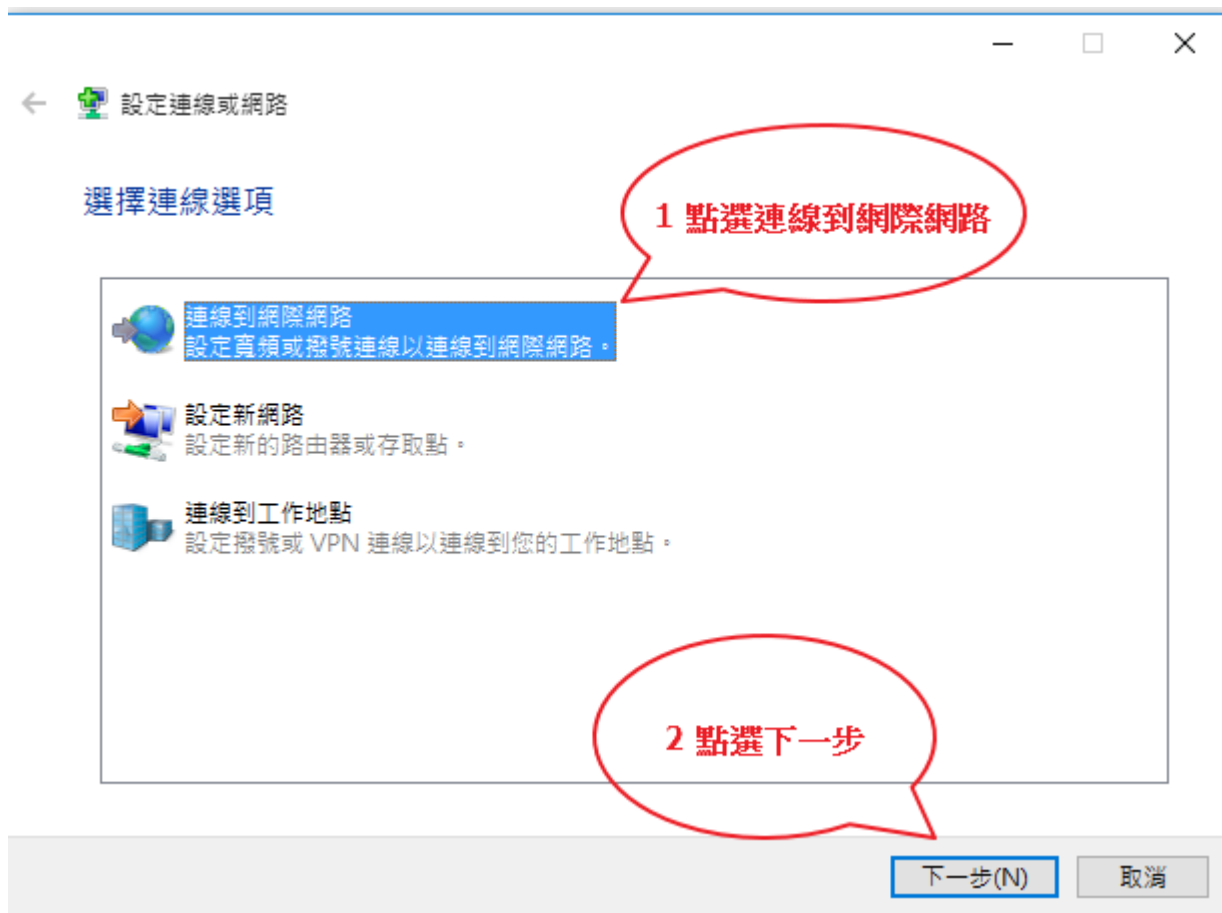 設定連線或網路
選擇連線選項
1 點選連線到網際網路
連線到網際網路
設定寬頻或撥號連線以連線到網際網路。
設定新網路
設定新的路由器或存取點。
連線到工作地點
設定撥號或 VPN 連線以連線到您的工作地點。
2 點選下一步
下一步(N)
取消